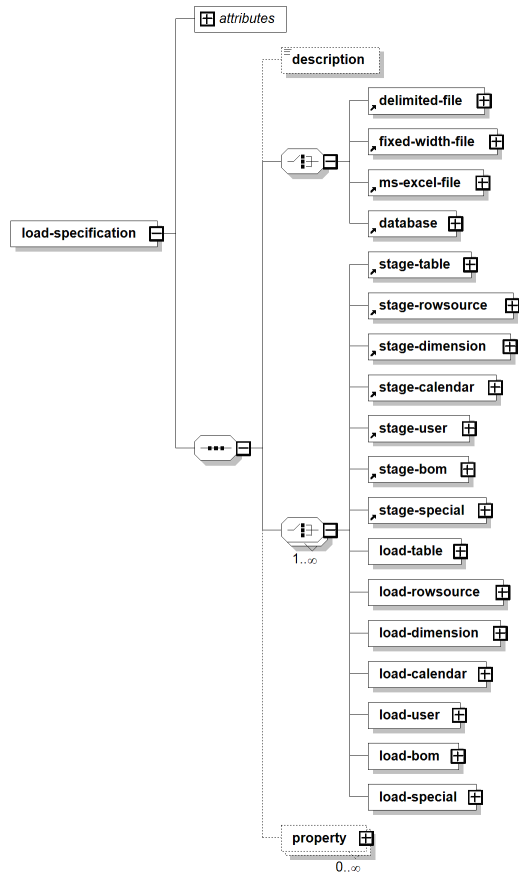 attributes
description
delimited-file
fixed-width-file
ms-excel-file
load-specification
database
stage-table
stage-rowsource
stage-dimension
stage-calendar
stage-user
stage-bom
stage-special
1..∞
load-table
load-rowsource
load-dimension
load-calendar
load-user
load-bom
load-special
property
0..∞